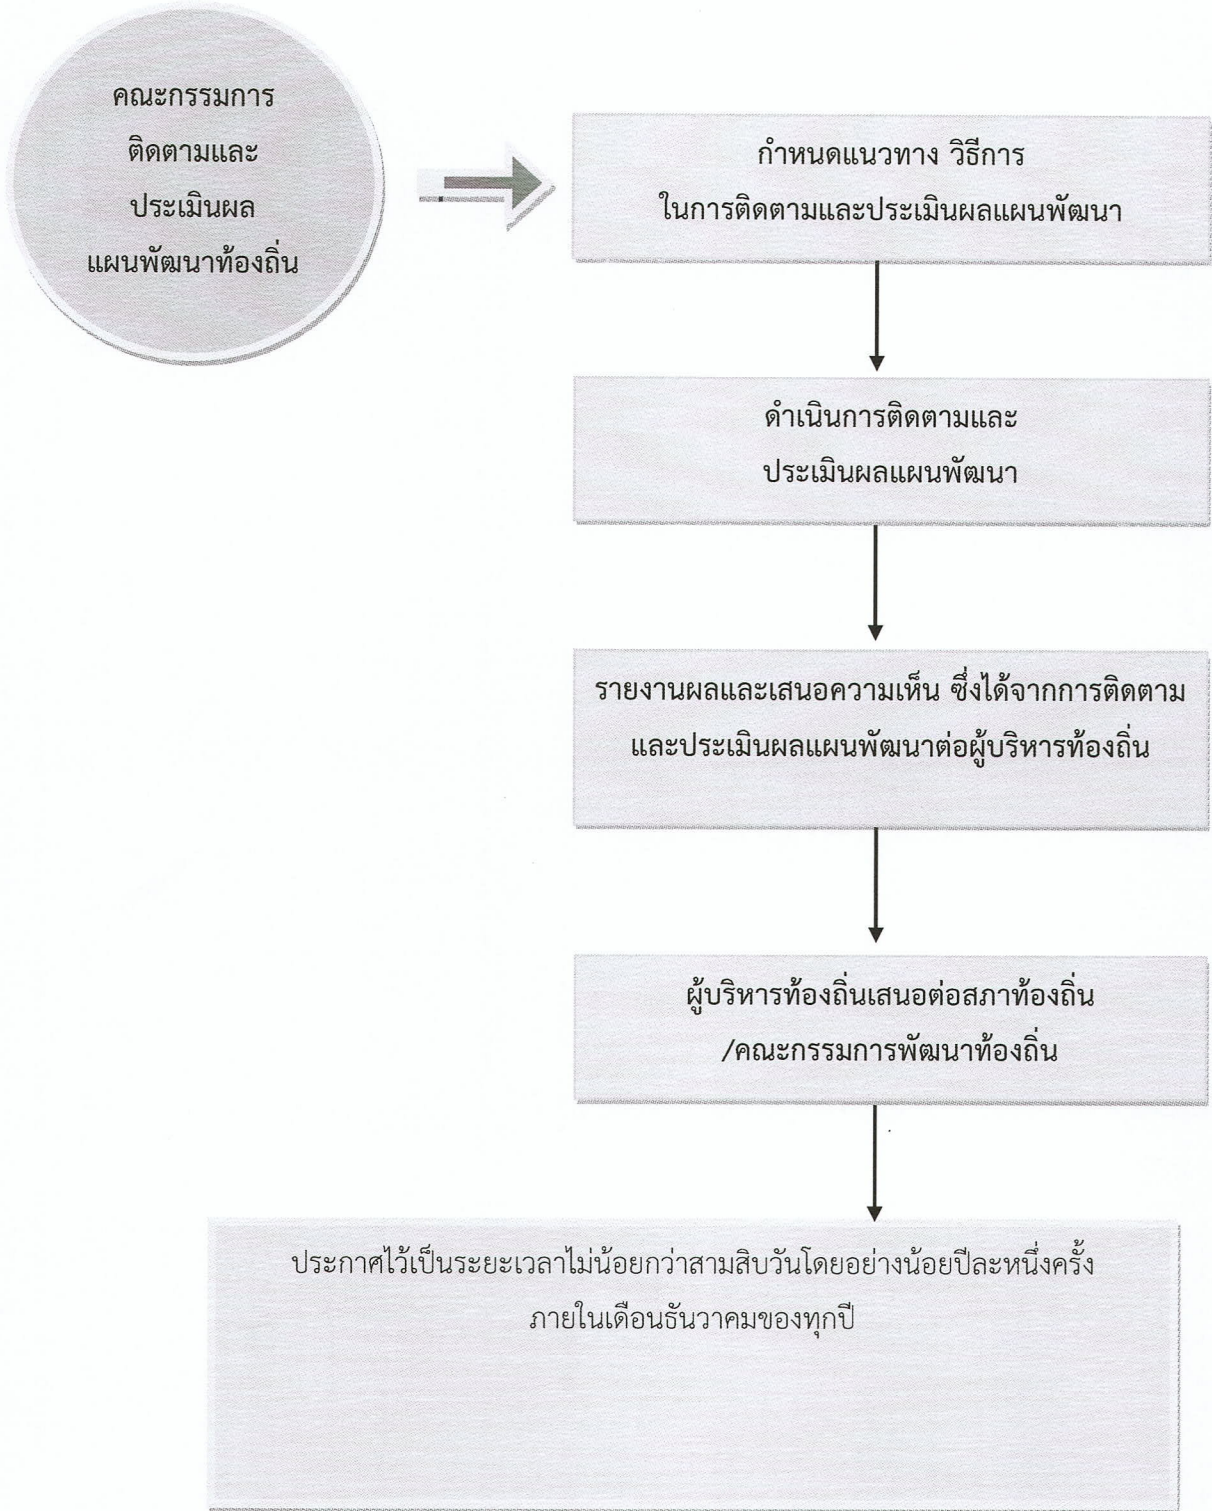 คณะกรรมการ
ติดตามและ
ประเมินผล
แผนพัฒนาท้องถิ่น
กำหนดแนวทาง วิธีการ
ในการติดตามและประเมินผลแผนพัฒนา
ดำเนินการติดตามและ
ประเมินผลแผนพัฒนา
รายงานผลและเสนอความเห็น ซึ่งได้จากการติดตาม
และประเมินผลแผนพัฒนาต่อผู้บริหารท้องถิ่น
ผู้บริหารท้องถิ่นเสนอต่อสภาท้องถิ่น
/คณะกรรมการพัฒนาท้องถิ่น
ประกาศไว้เป็นระยะเวลาไม่น้อยกว่าสามสิบวันโดยอย่างน้อยปีละหนึ่งครั้ง
ภายในเดือนธันวาคมของทุกปี